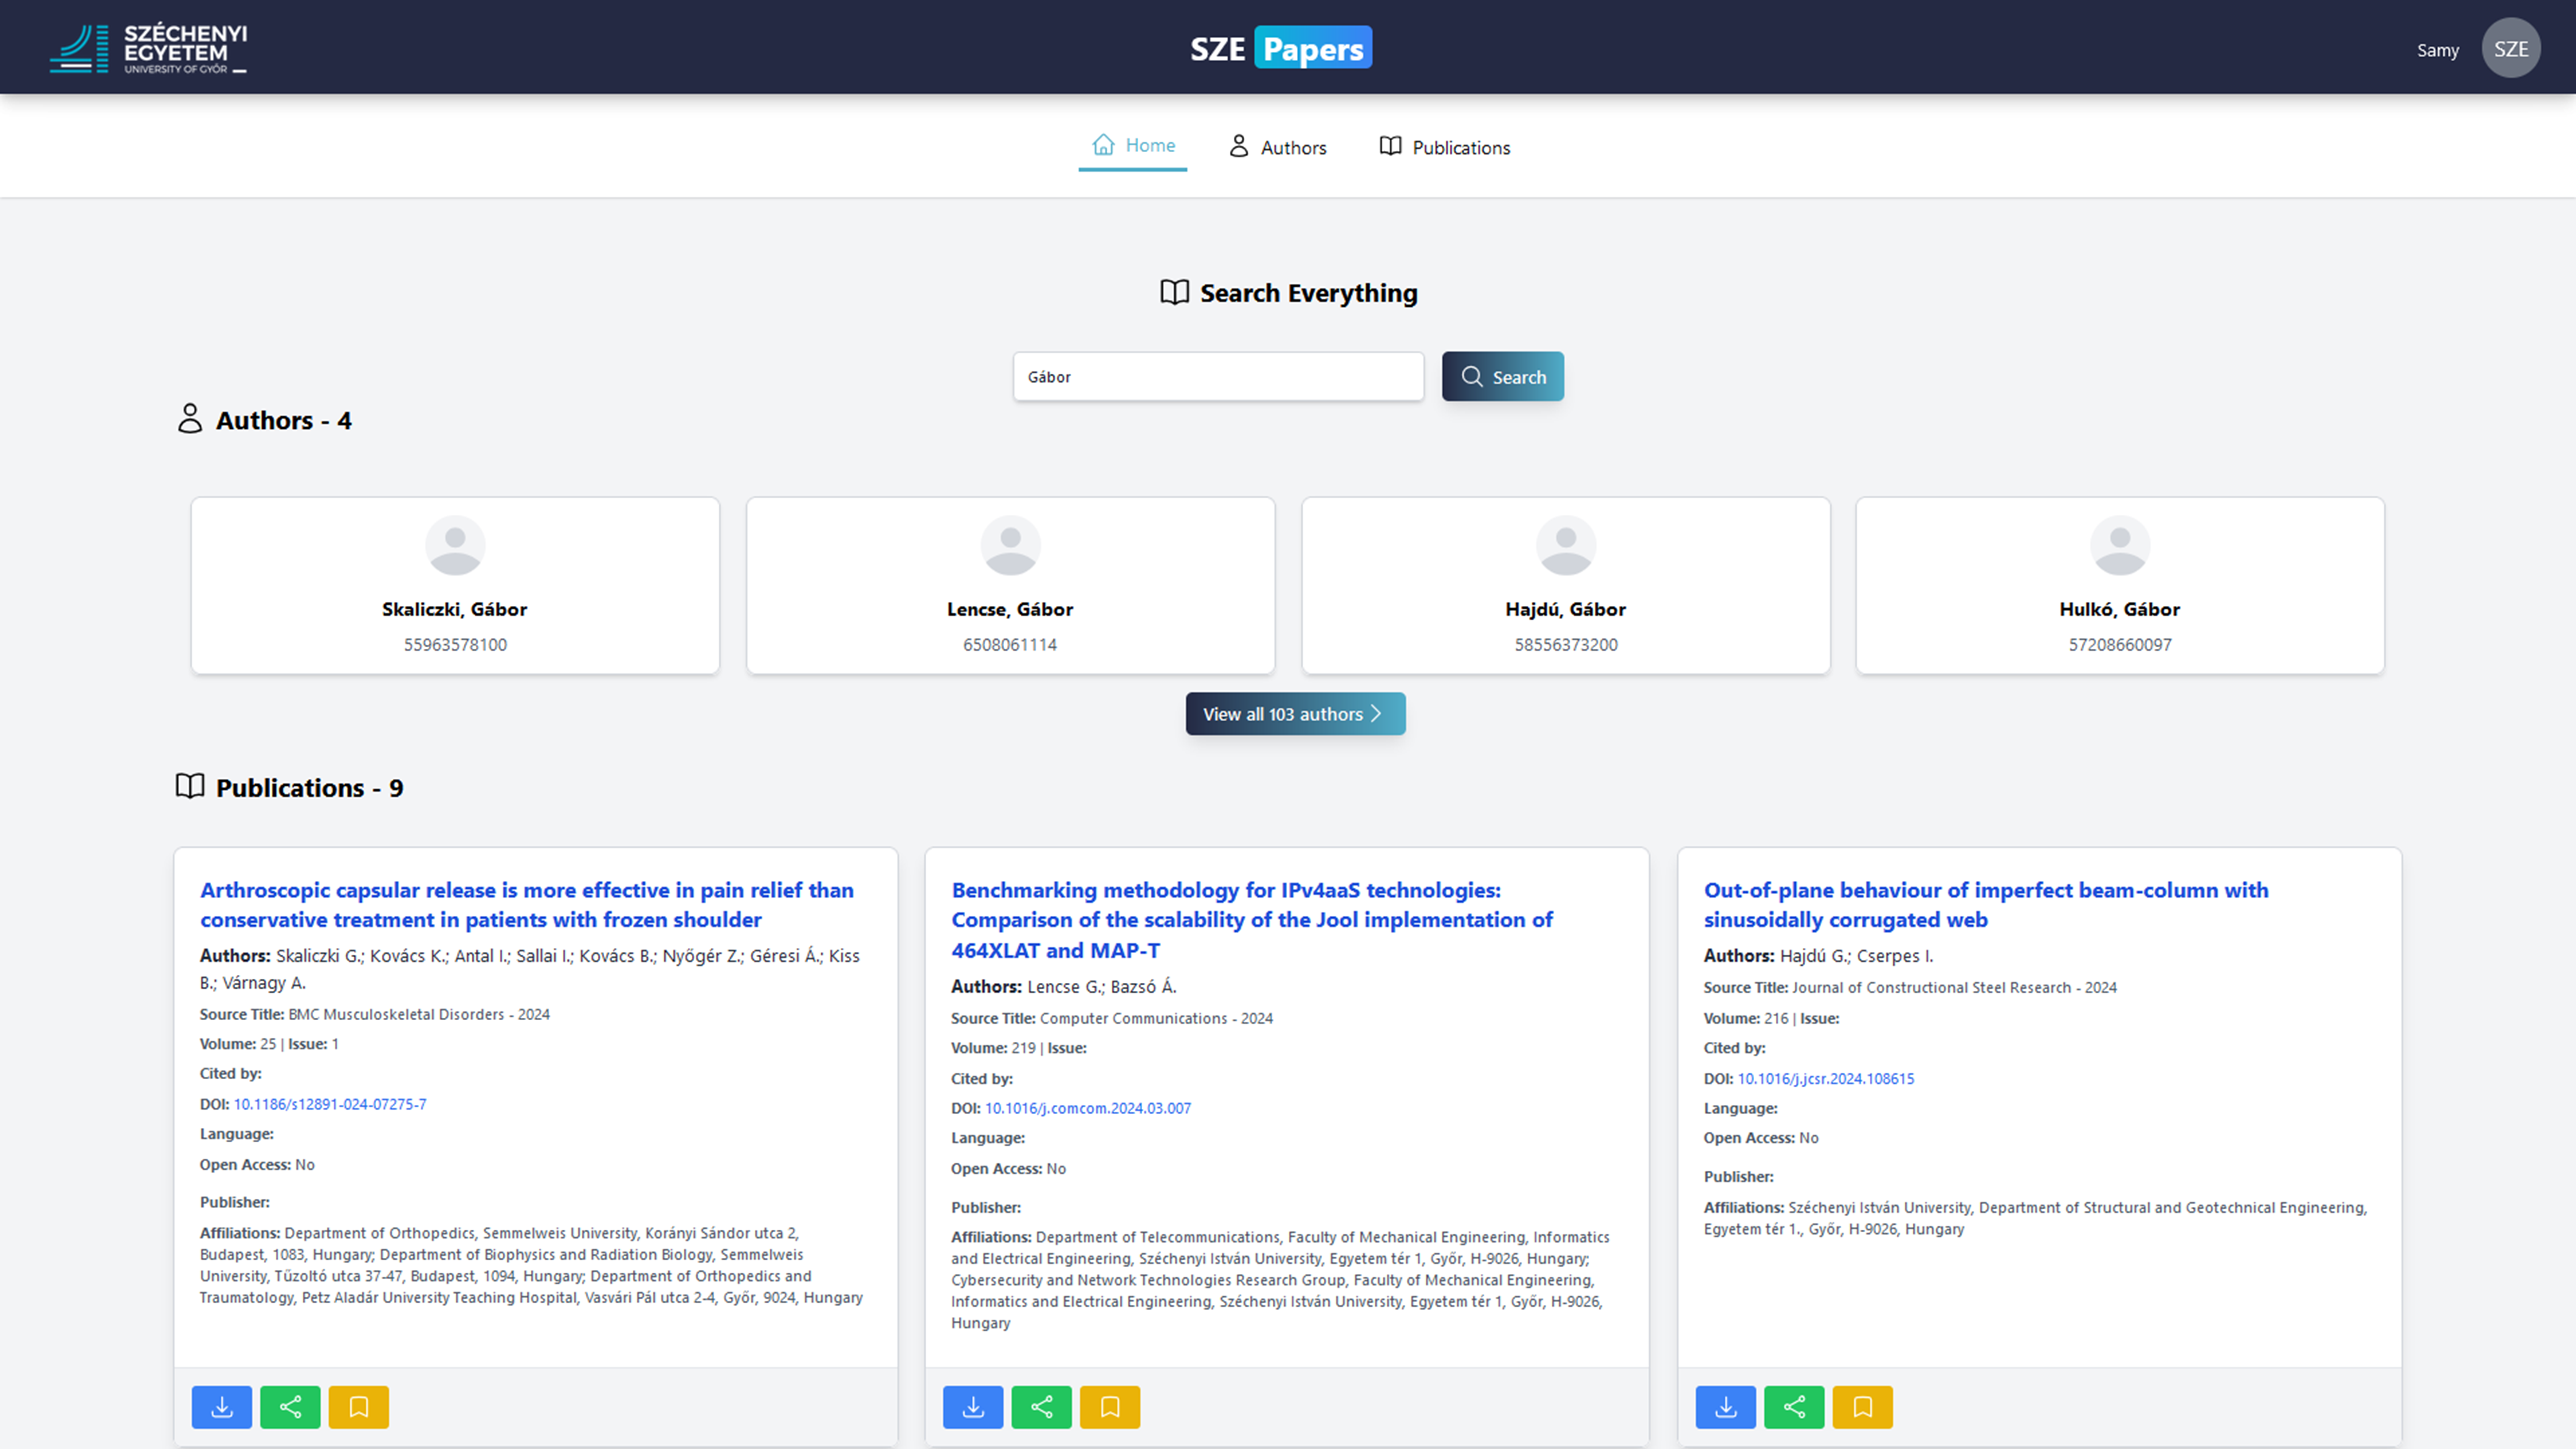 SZÉCHENYI
EGYETEM
UNIVERSITY OF GYŐR
SZE Papers
Samy
SZE
Home
Authors
Publications
Search Everything
Gábor
Search
Authors - 4
Skaliczki, Gábor
55963578100
Lencse, Gábor
6508061114
Hajdú, Gábor
58556373200
Hulkó, Gábor
57208660097
View all 103 authors
Publications - 9
Arthroscopic capsular release is more effective in pain relief than
conservative treatment in patients with frozen shoulder
Authors: Skaliczki G.; Kovács K.; Antal I.; Sallai I.; Kovács B.; Nyőgér Z.; Géresi Á.; Kiss
B.; Várnagy A.
Source Title: BMC Musculoskeletal Disorders - 2024
Volume: 25 | Issue: 1
Cited by:
DOI: 10.1186/s12891-024-07275-7
Language:
Open Access: No
Publisher:
Affiliations: Department of Orthopedics, Semmelweis University, Korányi Sándor utca 2,
Budapest, 1083, Hungary; Department of Biophysics and Radiation Biology, Semmelweis
University, Tűzoltó utca 37-47, Budapest, 1094, Hungary; Department of Orthopedics and
Traumatology, Petz Aladár University Teaching Hospital, Vasvári Pál utca 2-4, Győr, 9024, Hungary
Benchmarking methodology for IPv4aaS technologies:
Comparison of the scalability of the Jool implementation of
464XLAT and MAP-T
Authors: Lencse G.; Bazsó Á.
Source Title: Computer Communications - 2024
Volume: 219 | Issue:
Cited by:
DOI: 10.1016/j.comcom.2024.03.007
Language:
Open Access: No
Publisher:
Affiliations: Department of Telecommunications, Faculty of Mechanical Engineering, Informatics
and Electrical Engineering, Széchenyi István University, Egyetem tér 1, Győr, H-9026, Hungary;
Cybersecurity and Network Technologies Research Group, Faculty of Mechanical Engineering,
Informatics and Electrical Engineering, Széchenyi István University, Egyetem tér 1, Győr, H-9026,
Hungary
Out-of-plane behaviour of imperfect beam-column with
sinusoidally corrugated web
Authors: Hajdú G.; Cserpes I.
Source Title: Journal of Constructional Steel Research - 2024
Volume: 216 | Issue:
Cited by:
DOI: 10.1016/j.jcsr.2024.108615
Language:
Open Access: No
Publisher:
Affiliations: Széchenyi István University, Department of Structural and Geotechnical Engineering,
Egyetem tér 1., Győr, H-9026, Hungary